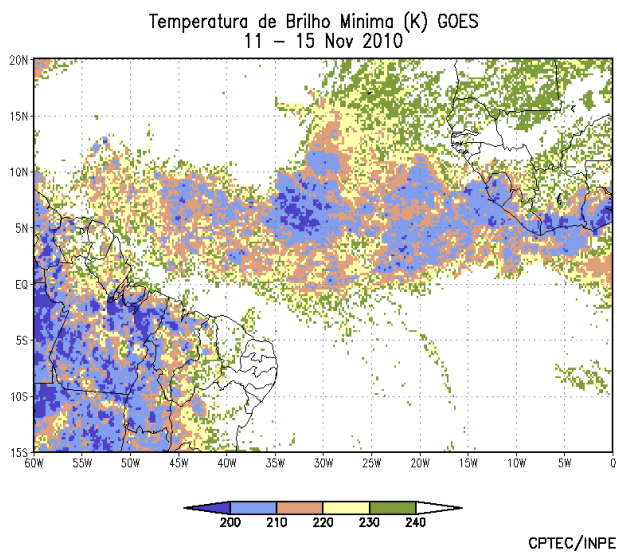 Temperatura de Brilho Minima (K) GOES
11 – 15 Nov 2010
20N
15N
10N
5N
EQ
5S
10S
15S
60W 55W 50W 45W 40W 35W 30W 25W 20W 15W 10W 5W 0
200 210 220 230 240
CPTEC/INPE